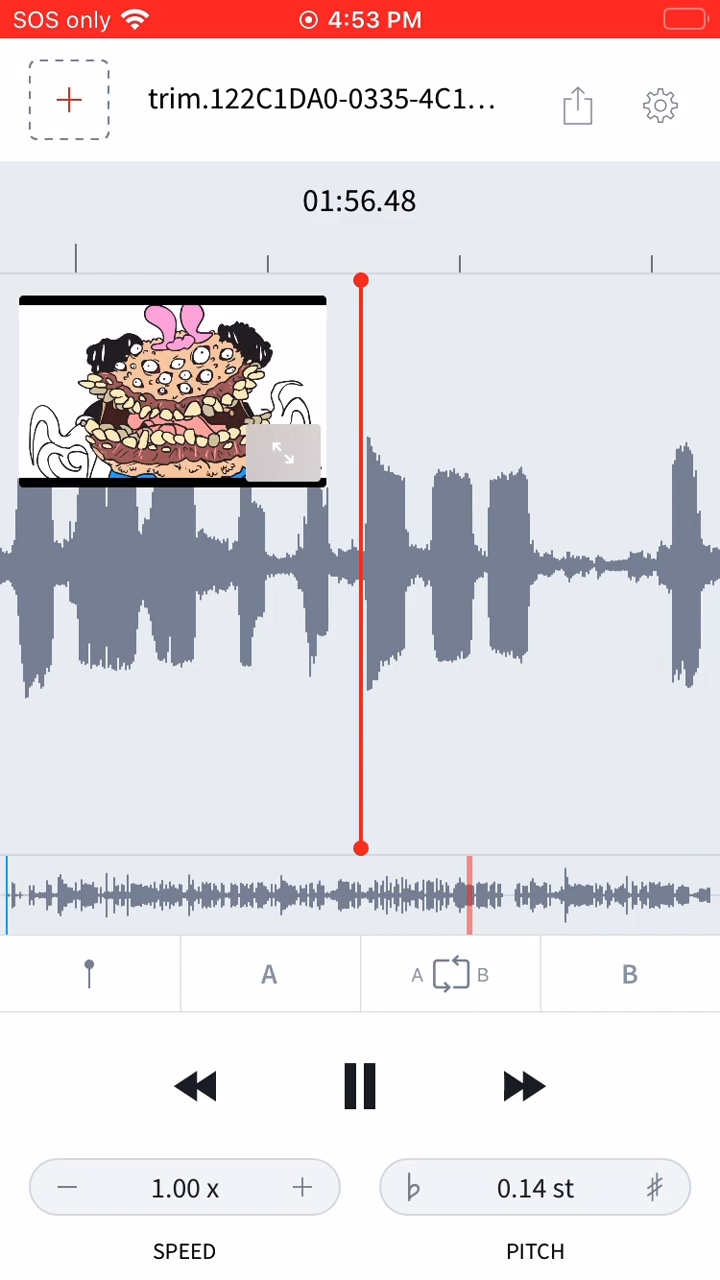 SOS only 4:53 PM
trim.122C1DA0-0335-4C1...
01:56.48
A A B B
1.00 x 0.14 st
SPEED PITCH